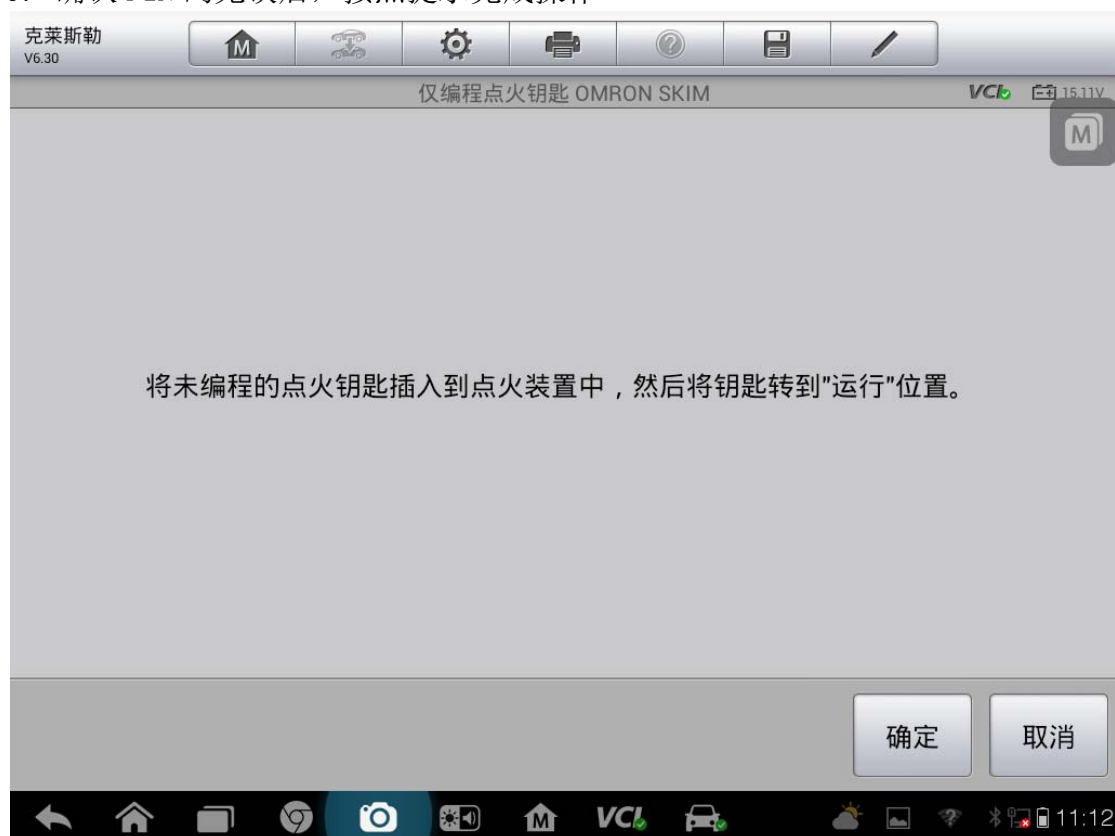 克莱斯勒
V6.30
仅编程点火钥匙 OMRON SKIM
VCI
15.11V
M
将未编程的点火钥匙插入到点火装置中，然后将钥匙转到"运行"位置。
确定
取消
M
VCI
11:12